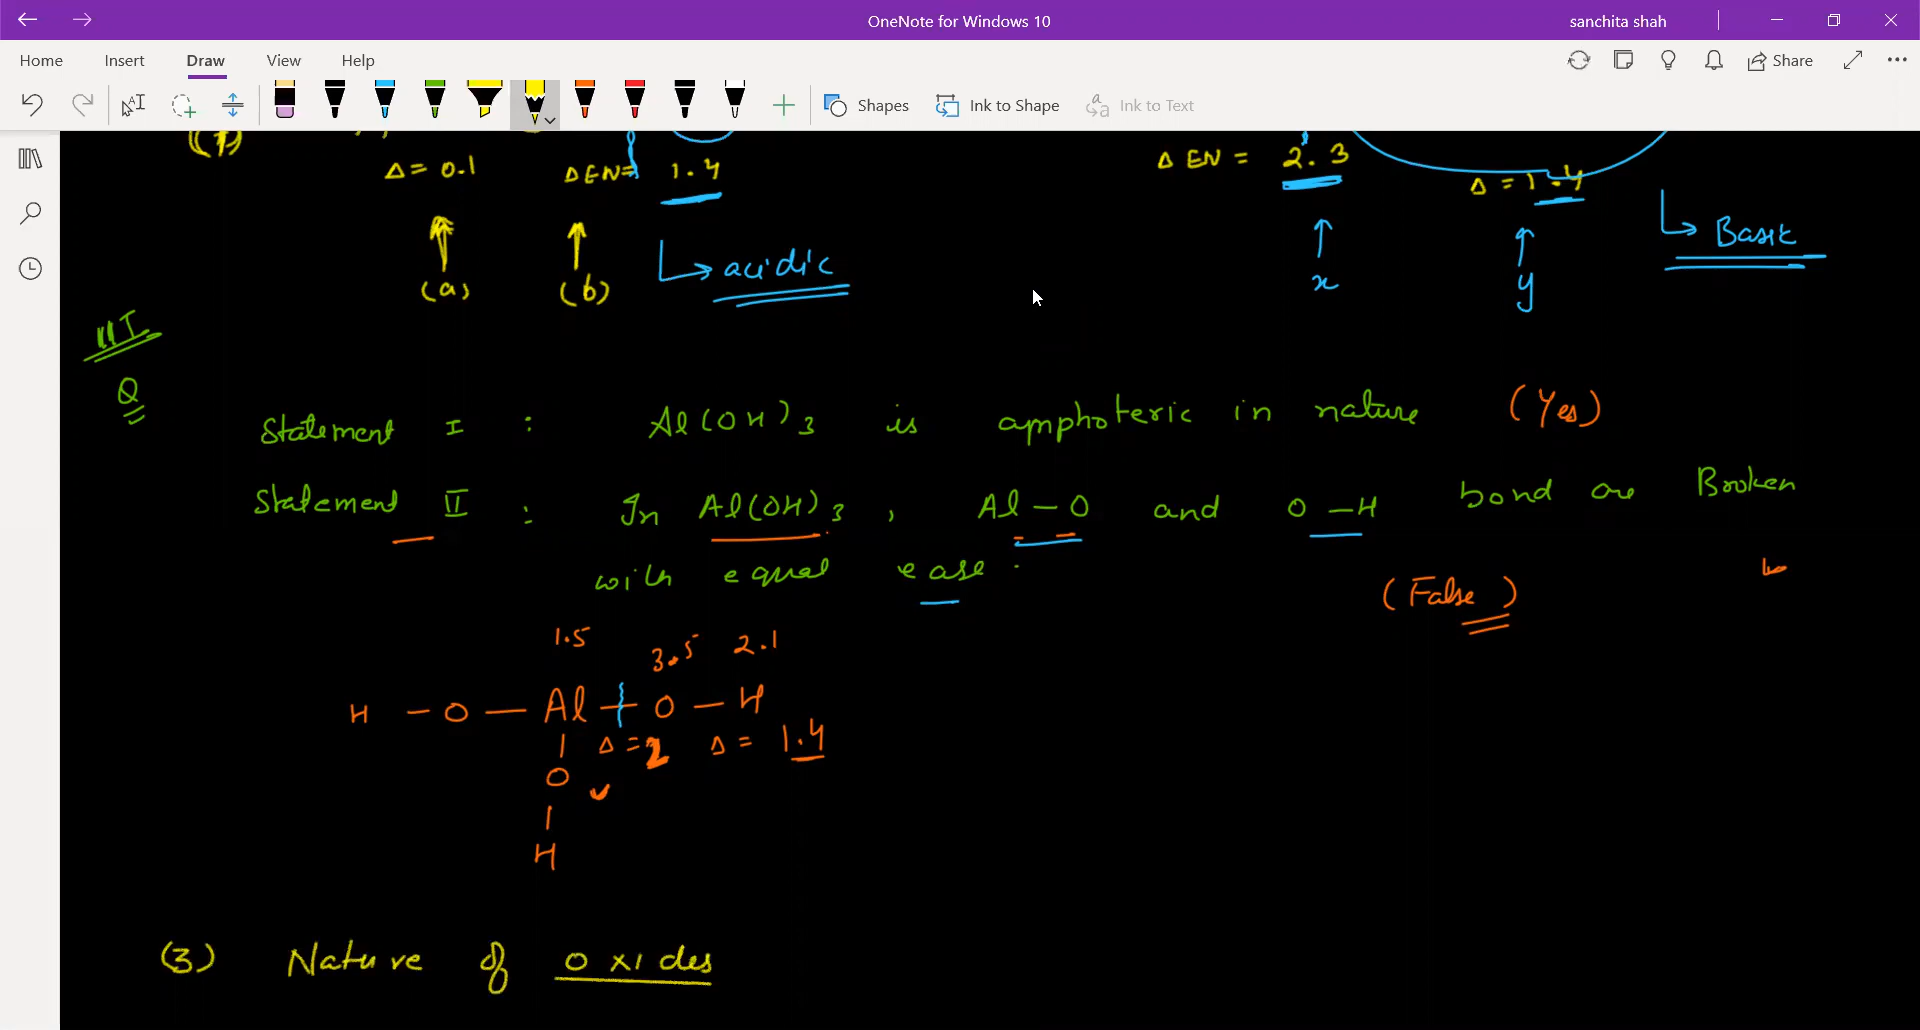 OneNote for Windows 10
sanchita shah
Home Insert Draw View Help
Share
Shapes Ink to Shape Ink to Text
Δ = 0.1 Δ EN= 1.4
Δ EN = 2.3 Δ = 1.4
(a) (b) acidic
x y Basic
Q
Statement I : Al(OH)3 is amphoteric in nature (Yes)
Statement II : In Al(OH)3 , Al - O and O - H bond are Broken
with equal ease.
(False)
1.5 3.5 2.1
H - O - Al - O - H
Δ = 2 Δ = 1.4
O
H
(3) Nature of oxides